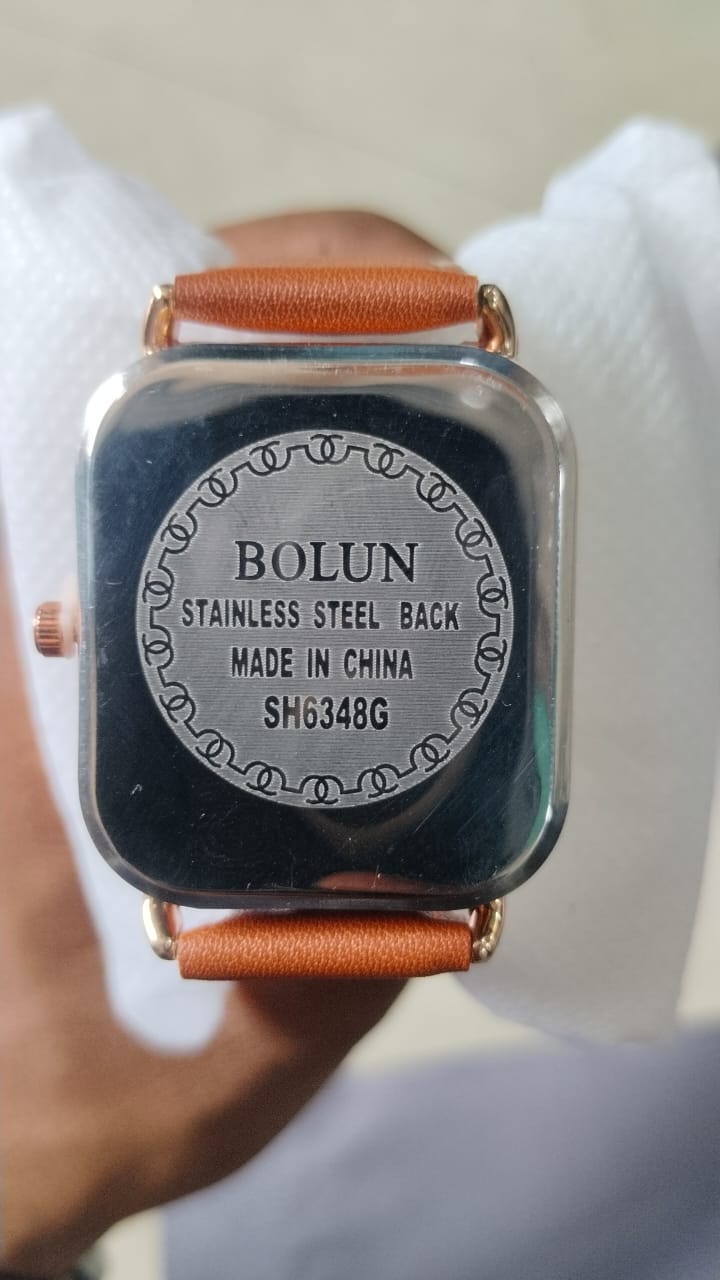 BOLUN
STAINLESS STEEL BACK
MADE IN CHINA
SH6348G